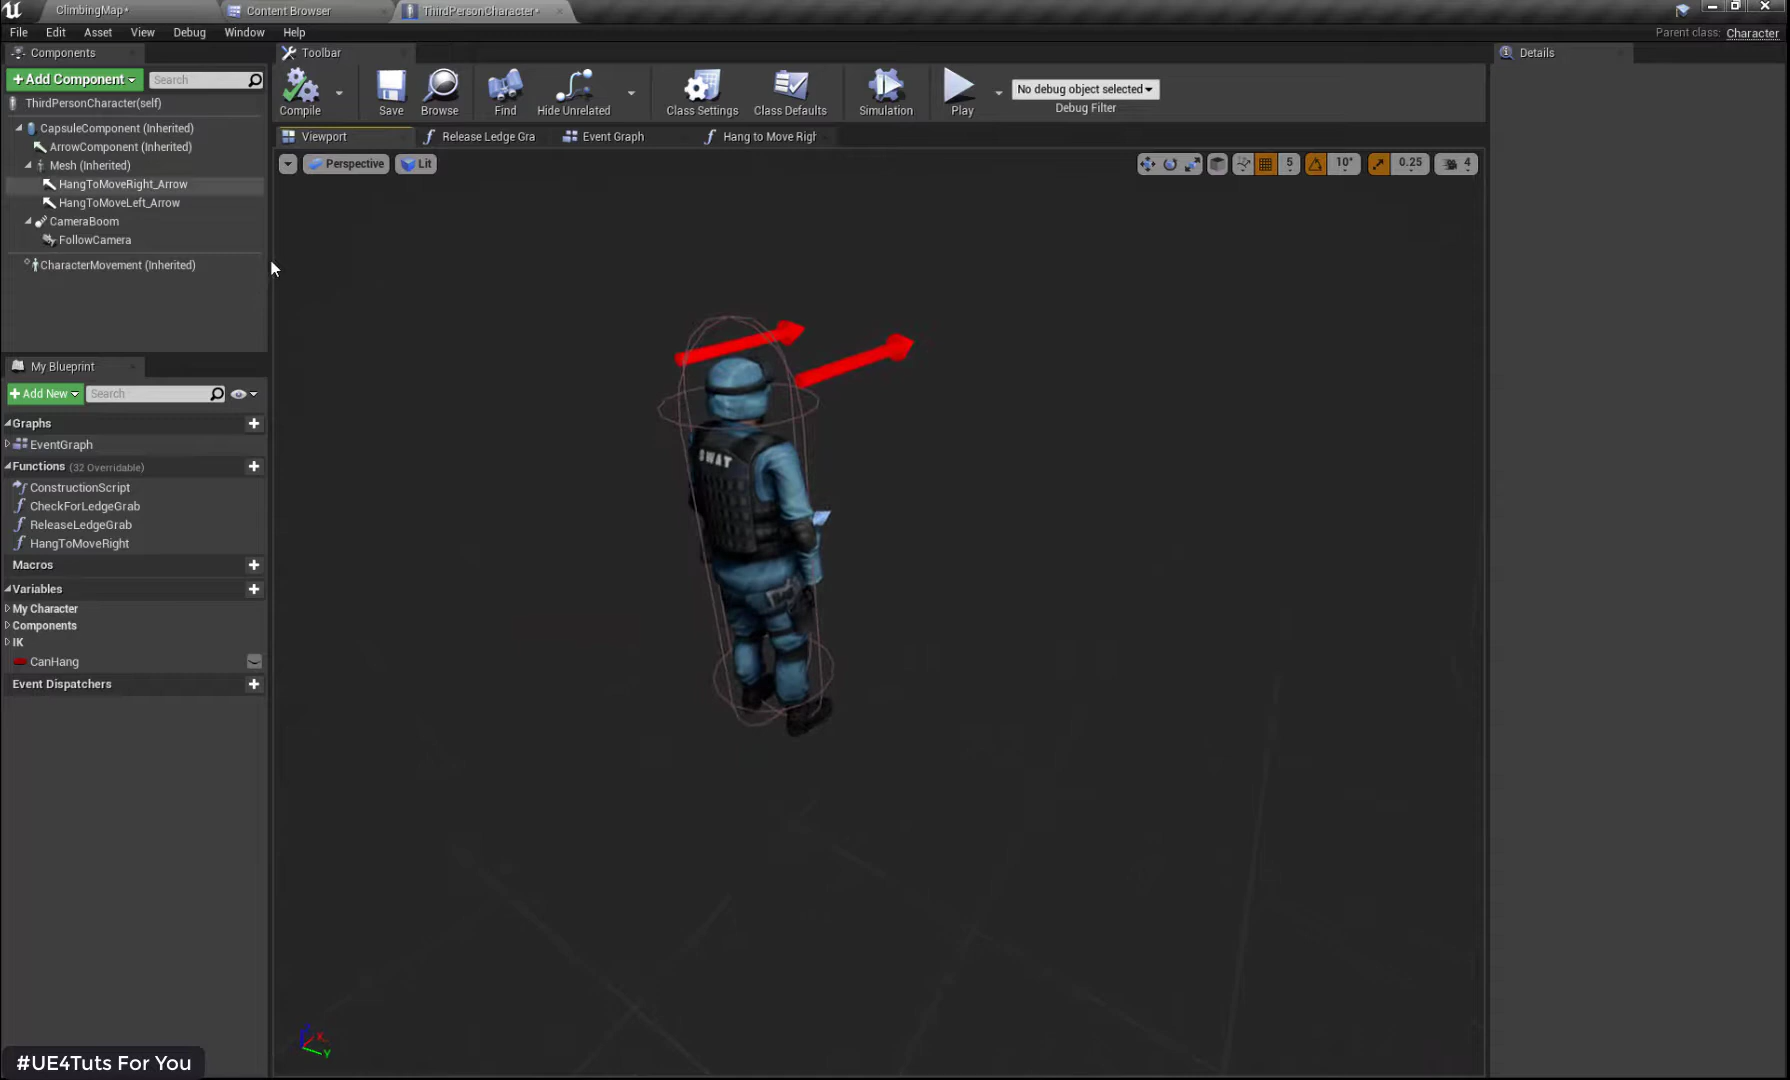 ClimbingMap*
Content Browser
ThirdPersonCharacter*
File Edit Asset View Debug Window Help
Parent class: Character
Components
Toolbar
Details
+Add Component
Search
Compile
Save
Browse
Find
Hide Unrelated
Class Settings
Class Defaults
Simulation
Play
No debug object selected
Debug Filter
ThirdPersonCharacter(self)
CapsuleComponent (Inherited)
ArrowComponent (Inherited)
Mesh (Inherited)
HangToMoveRight_Arrow
HangToMoveLeft_Arrow
CameraBoom
FollowCamera
CharacterMovement (Inherited)
Viewport
Release Ledge Gra
Event Graph
Hang to Move Righ
Perspective
Lit
5
10°
0.25
4
My Blueprint
+Add New
Search
Graphs
EventGraph
Functions (32 Overridable)
ConstructionScript
CheckForLedgeGrab
ReleaseLedgeGrab
HangToMoveRight
Macros
Variables
My Character
Components
IK
CanHang
Event Dispatchers
SWAT
X
Y
#UE4Tuts For You